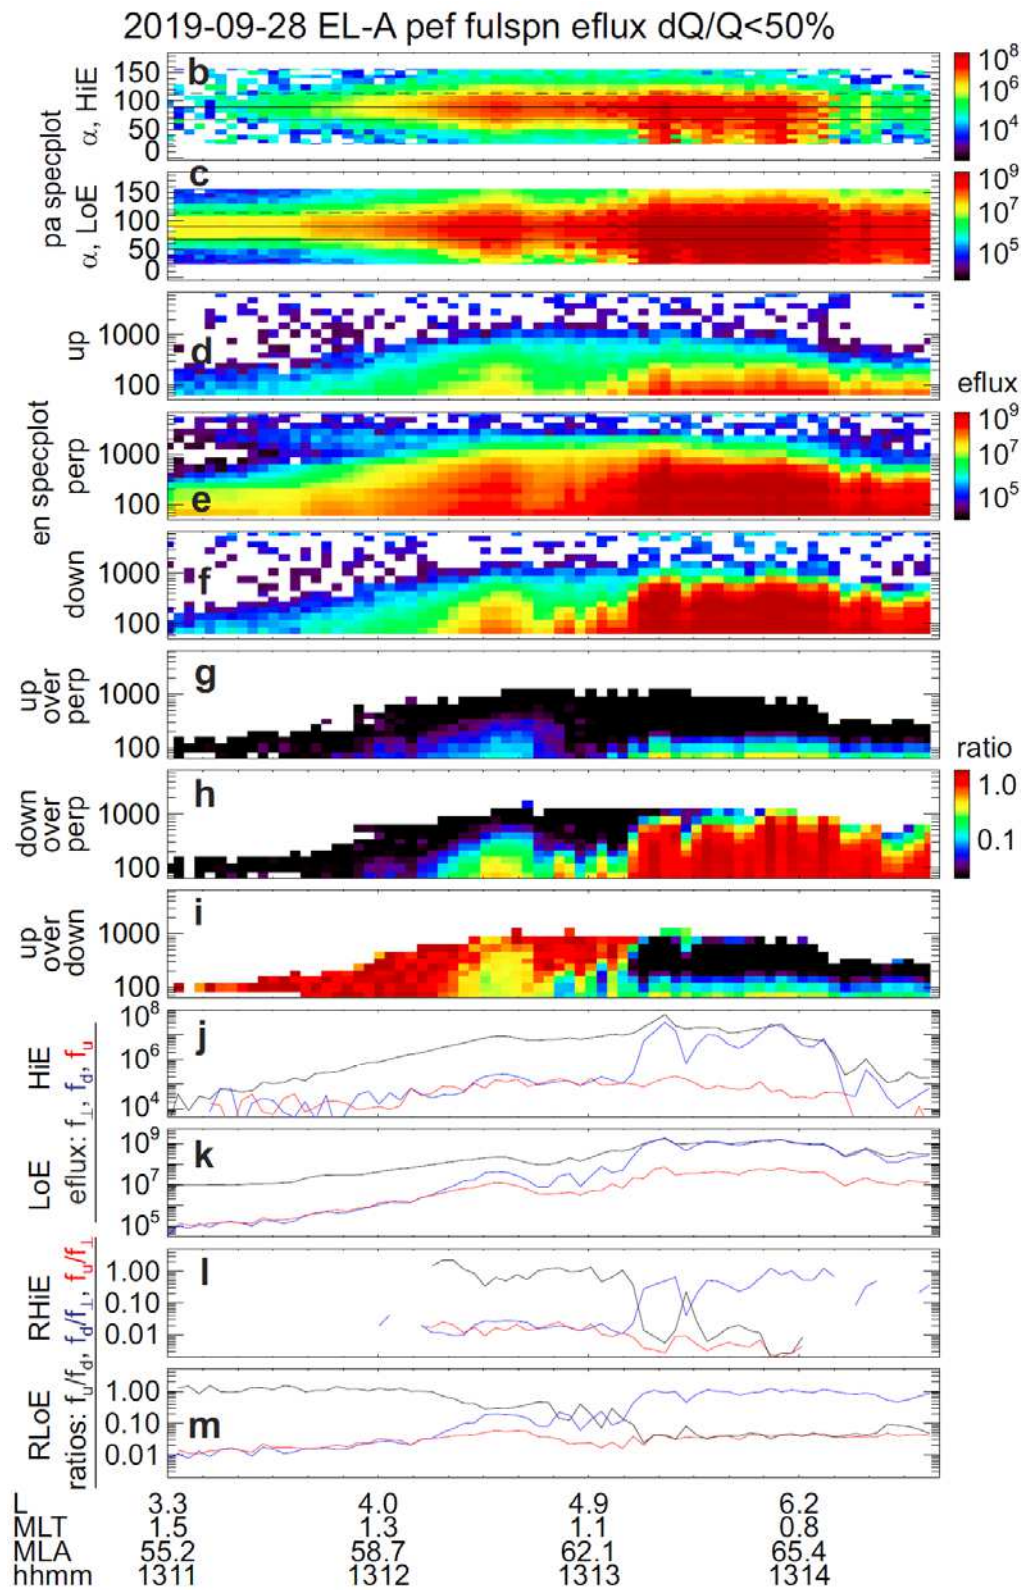 2019-09-28 EL-A pef fulspn eflux dQ/Q<50%
pa specplot
α, HiE
150
100
50
0
b
10^8
10^6
10^4
α, LoE
150
100
50
0
c
10^9
10^7
10^5
en specplot
up
1000
100
d
eflux
perp
1000
100
e
10^9
10^7
10^5
down
1000
100
f
up
over
perp
1000
100
g
ratio
1.0
0.1
down
over
perp
1000
100
h
up
over
down
1000
100
i
HiE
eflux: f⊥, f_d, f_u
10^8
10^6
10^4
j
LoE
10^9
10^7
10^5
k
RHiE
ratios: f_u/f_d, f_d/f⊥, f_u/f⊥
1.00
0.10
0.01
l
RLoE
1.00
0.10
0.01
m
L 3.3 4.0 4.9 6.2
MLT 1.5 1.3 1.1 0.8
MLA 55.2 58.7 62.1 65.4
hhmm 1311 1312 1313 1314